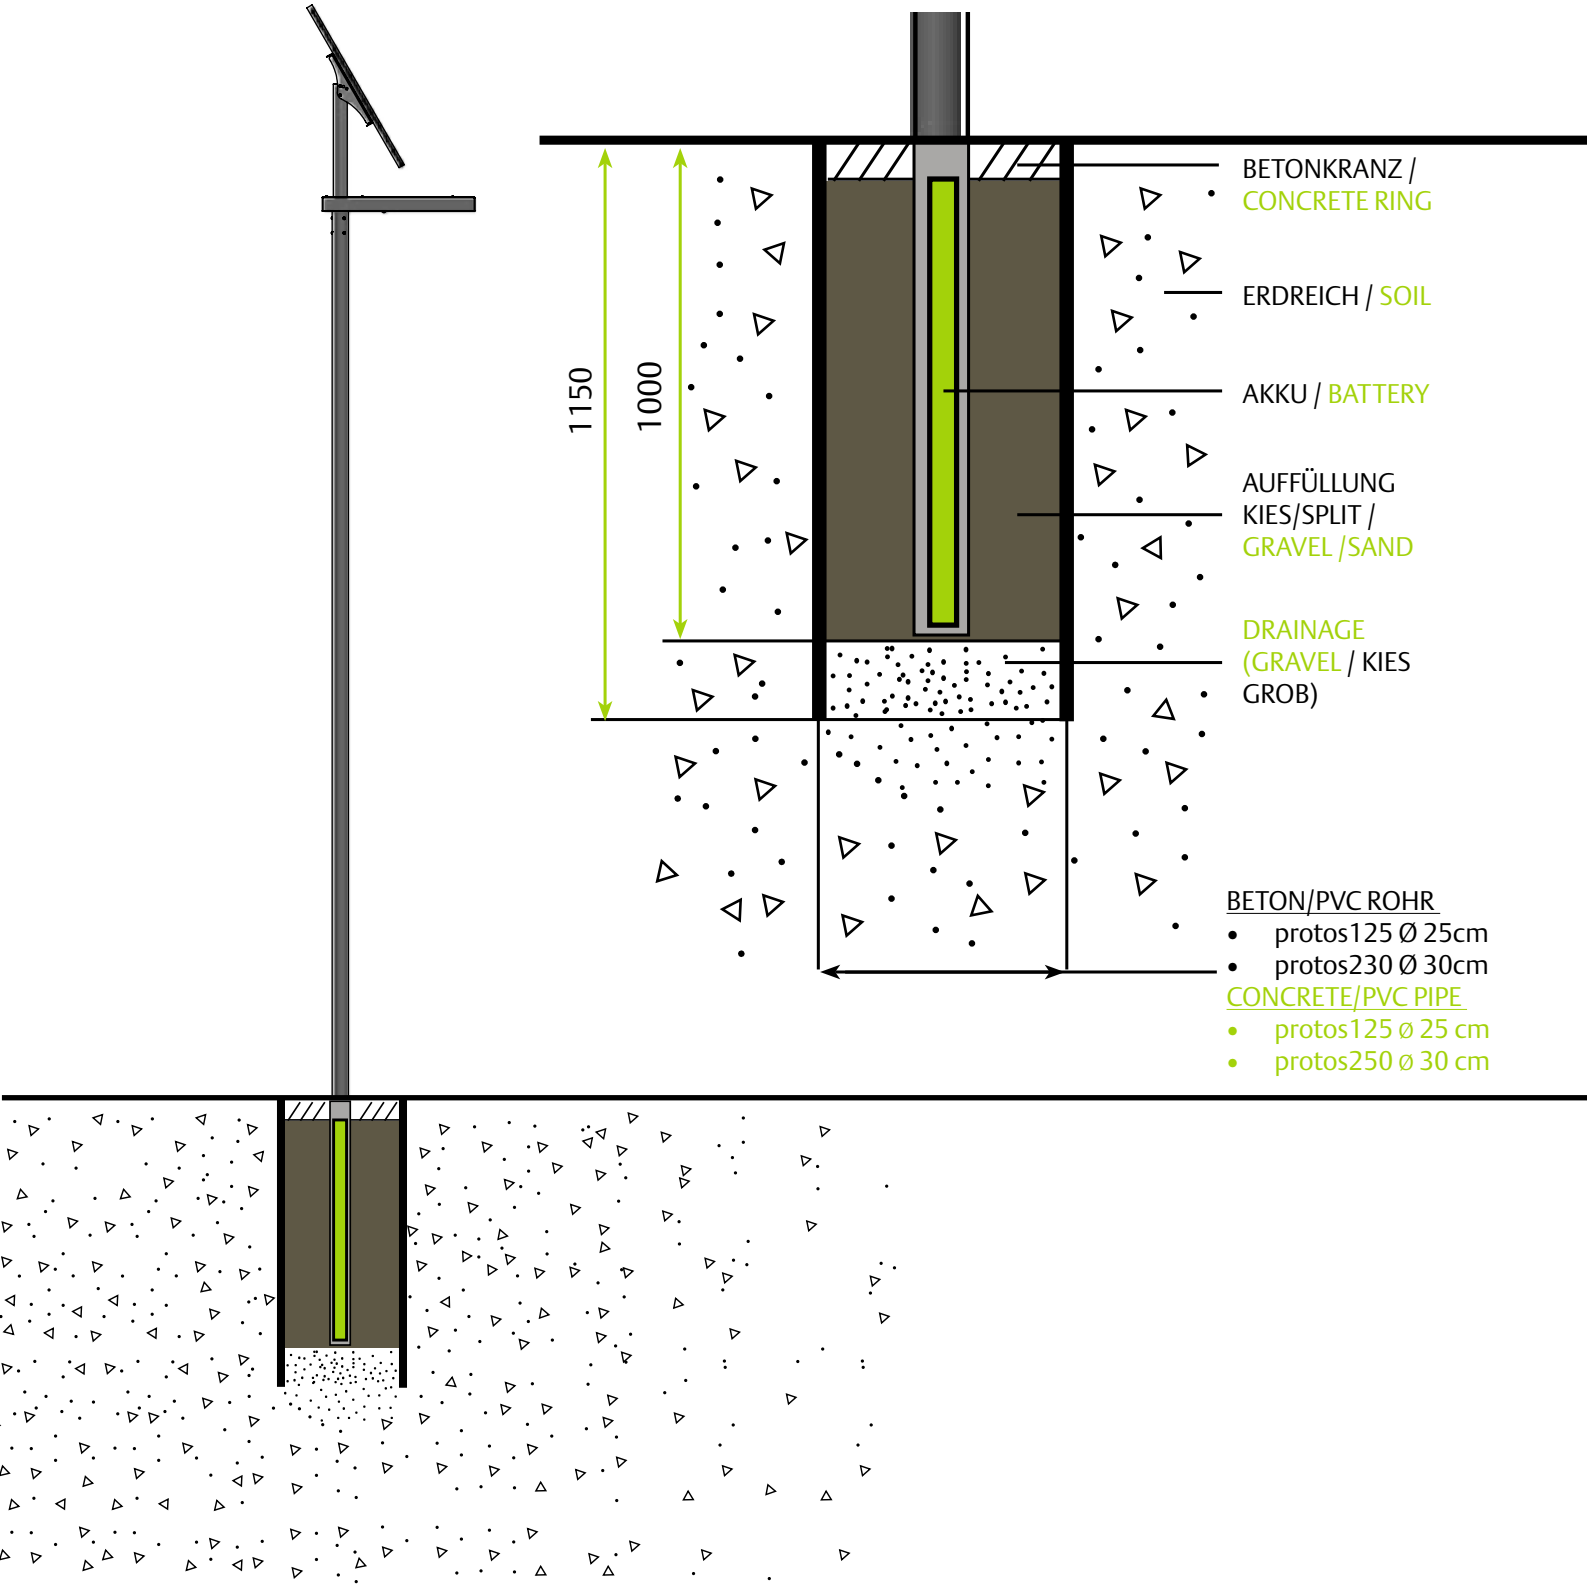 BETONKRANZ /
CONCRETE RING
ERDREICH / SOIL
1150
1000
AKKU / BATTERY
AUFFÜLLUNG
KIES/SPLIT /
GRAVEL /SAND
DRAINAGE
(GRAVEL / KIES
GROB)
BETON/PVC ROHR
• protos125 Ø 25cm
• protos230 Ø 30cm
CONCRETE/PVC PIPE
• protos125 ø 25 cm
• protos250 ø 30 cm